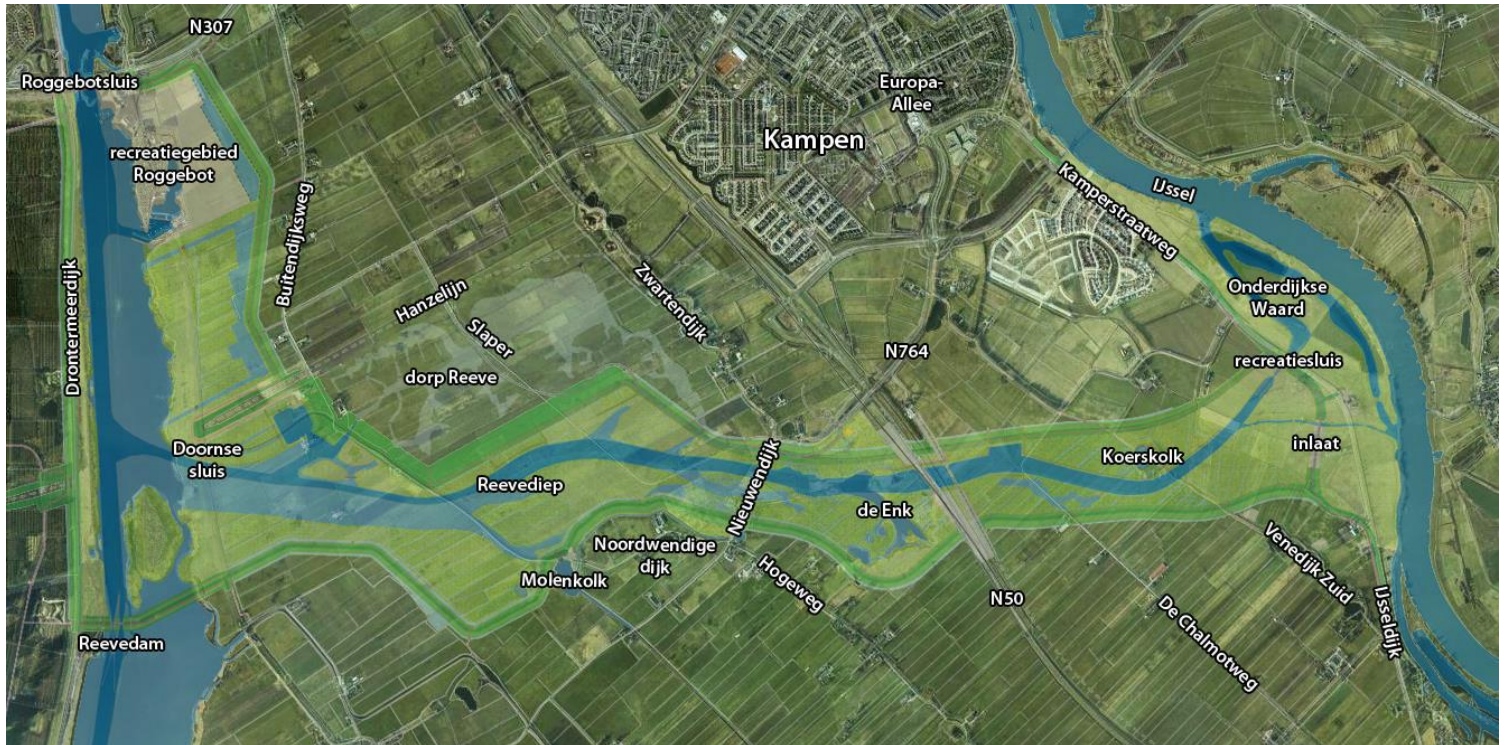 N307
Roggebotsluis
recreatiegebied
Roggebot
Europa-
Allee
Kampen
IJssel
Kamperstraatweg
Buitendijksweg
Drontermeerdijk
Hanzelijn
Slaper
Zwartendijk
Onderdijkse
Waard
N764
recreatiesluis
dorp Reeve
Doornse
sluis
Reevediep
Nieuwendijk
de Enk
Koerskolk
inlaat
Noordwendige
dijk
Molenkolk
Hogeweg
N50
De Chalmotweg
Venedijk Zuid
IJsseldijk
Reevedam